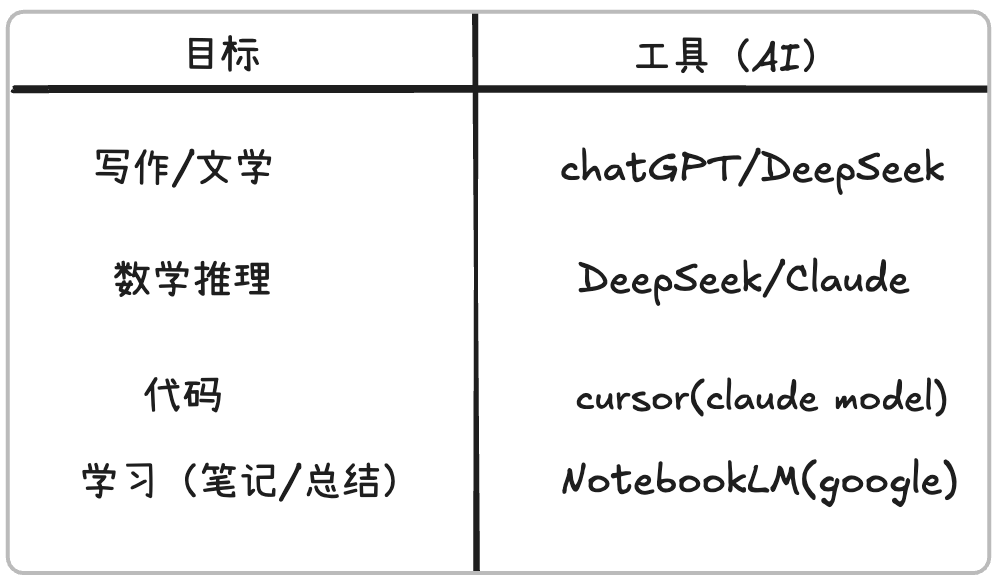 目标 工具（AI）
写作/文学 chatGPT/DeepSeek
数学推理 DeepSeek/Claude
代码 cursor(claude model)
学习（笔记/总结） NotebookLM(google)